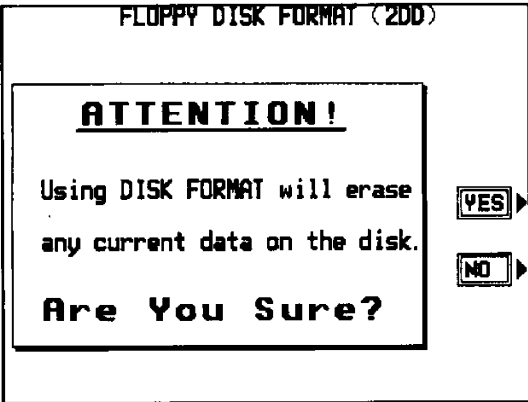 FLOPPY DISK FORMAT (2DD)
ATTENTION!
Using DISK FORMAT will erase
any current data on the disk.
Are You Sure?
YES
NO